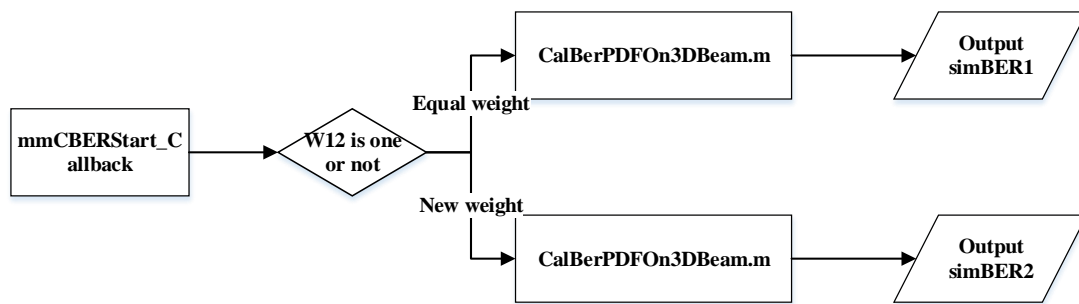 mmCBERStart_C
allback
W12 is one
or not
Equal weight
New weight
CalBerPDFOn3DBeam.m
Output
simBER1
CalBerPDFOn3DBeam.m
Output
simBER2